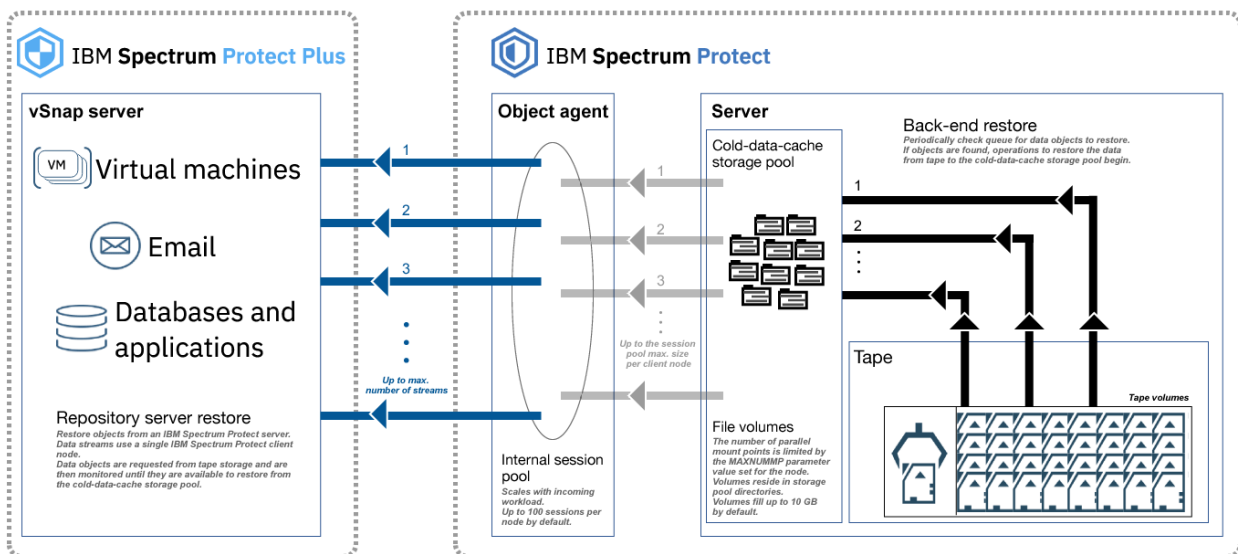 IBM Spectrum Protect Plus
vSnap server
VM
Virtual machines
Email
Databases and
applications
Repository server restore
Restore objects from an IBM Spectrum Protect server.
Data streams use a single IBM Spectrum Protect client
node.
Data objects are requested from tape storage and are
then monitored until they are available to restore from
the cold-data-cache storage pool.
1
2
3
Up to max.
number of streams
IBM Spectrum Protect
Object agent
Internal session
pool
Scales with incoming
workload.
Up to 100 sessions per
node by default.
1
2
3
Up to the session
pool max. size
per client node
Server
Cold-data-cache
storage pool
File volumes
The number of parallel
mount points is limited by
the MAXNUMMP parameter
value set for the node.
Volumes reside in storage
pool directories.
Volumes fill up to 10 GB
by default.
Back-end restore
Periodically check queue for data objects to restore.
If objects are found, operations to restore the data
from tape to the cold-data-cache storage pool begin.
1
2
Tape
Tape volumes